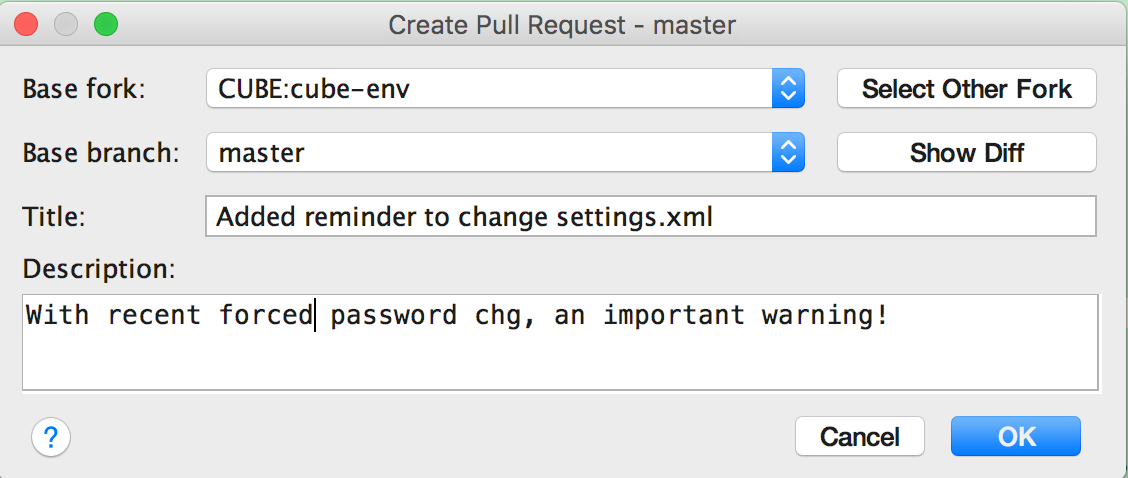 Create Pull Request - master
Base fork: CUBE:cube-env Select Other Fork
Base branch: master Show Diff
Title: Added reminder to change settings.xml
Description:
With recent forced password chg, an important warning!
? Cancel OK